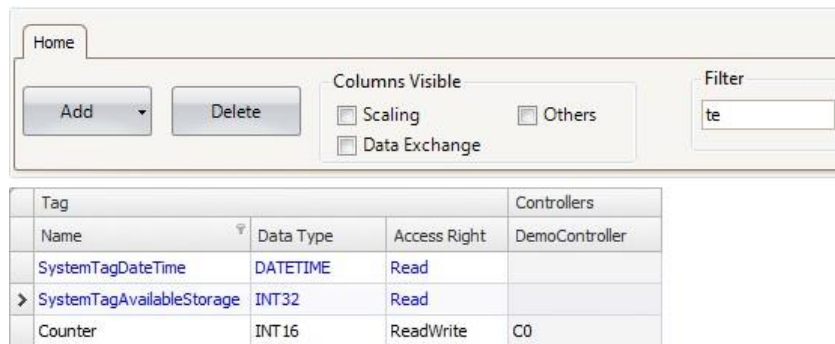 Home
Add Delete
Columns Visible
Scaling Others
Data Exchange
Filter
te
Tag Controllers
Name Data Type Access Right DemoController
SystemTagDateTime DATETIME Read
SystemTagAvailableStorage INT32 Read
Counter INT16 ReadWrite C0